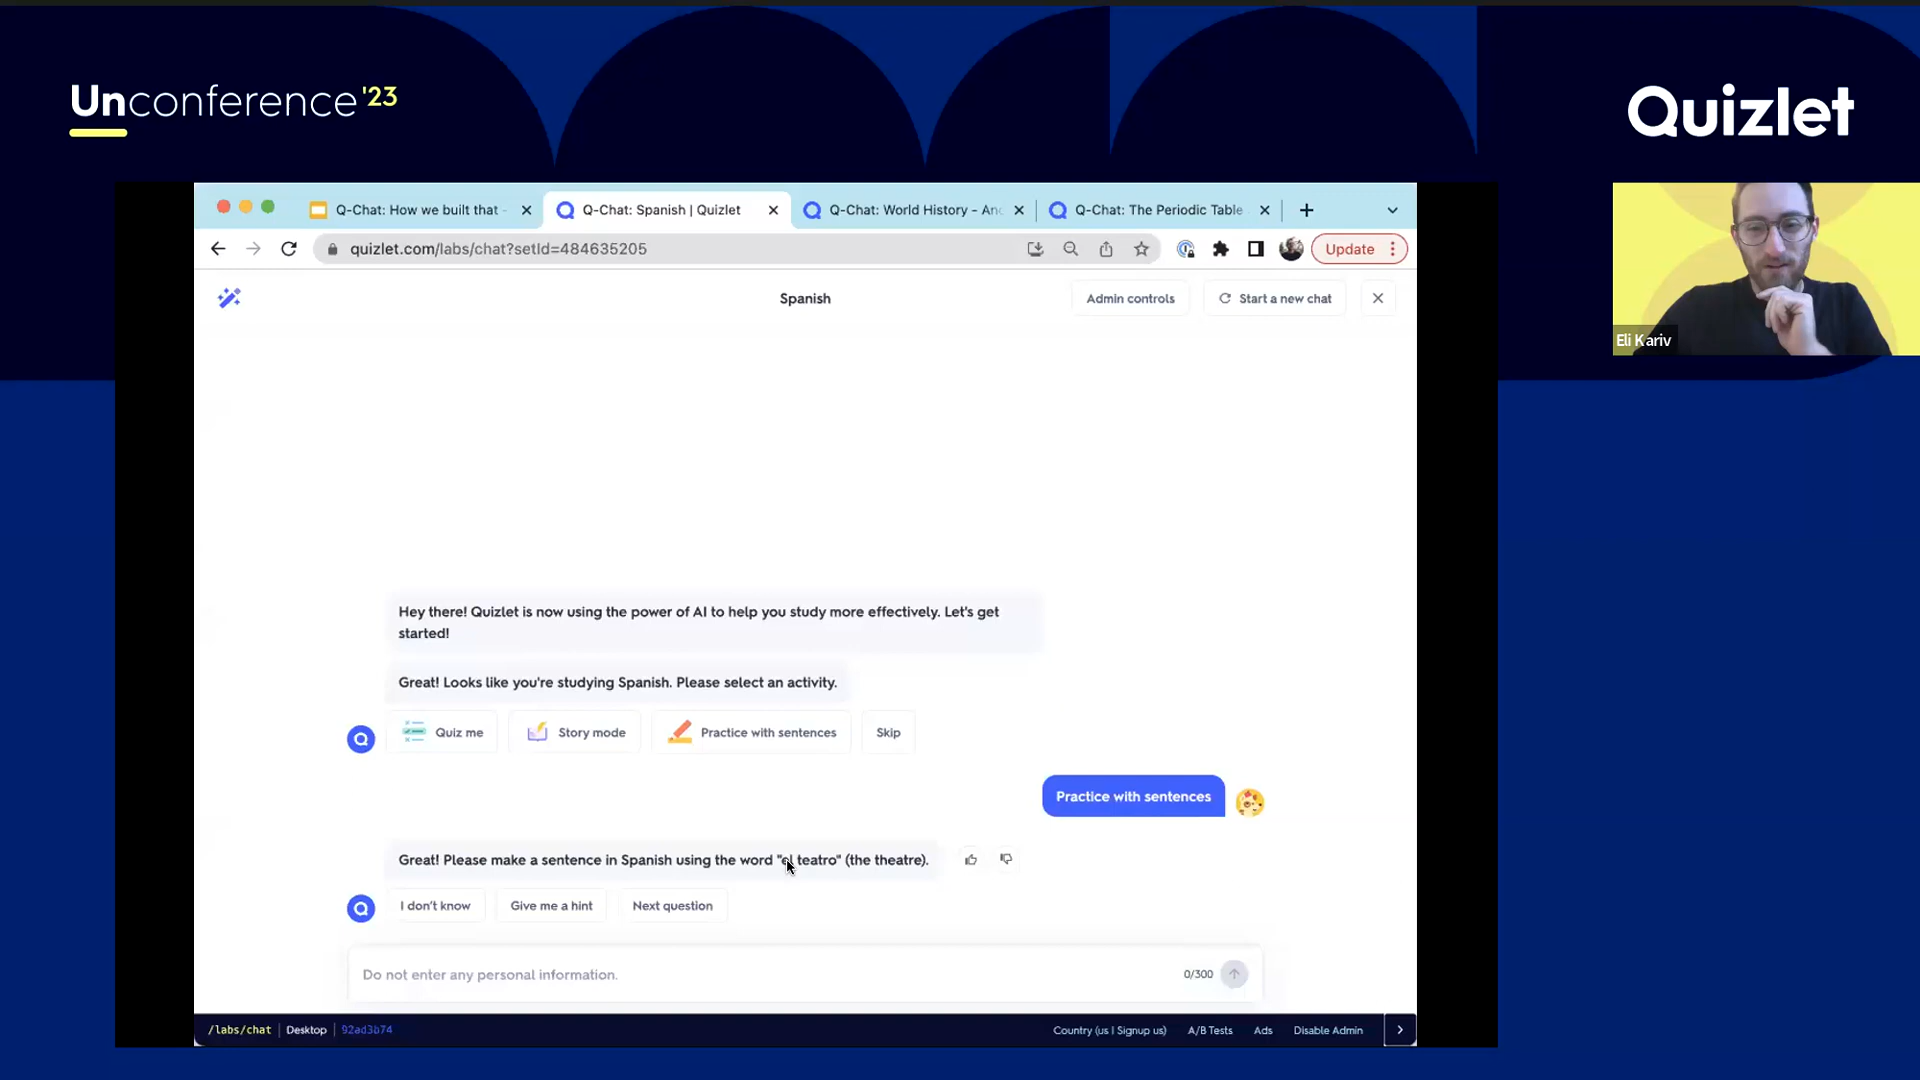 Unconference '23
Quizlet
Q-Chat: How we built that -
Q-Chat: Spanish | Quizlet
Q-Chat: World History - Anc
Q-Chat: The Periodic Table
quizlet.com/labs/chat?setId=484635205
Update
Eli Kariv
Spanish
Admin controls
Start a new chat
Hey there! Quizlet is now using the power of AI to help you study more effectively. Let's get
started!
Great! Looks like you're studying Spanish. Please select an activity.
Quiz me
Story mode
Practice with sentences
Skip
Practice with sentences
Great! Please make a sentence in Spanish using the word "el teatro" (the theatre).
I don't know
Give me a hint
Next question
Do not enter any personal information.
0/300
/labs/chat | Desktop | 92ad3b74
Country (us | Signup us)
A/B Tests
Ads
Disable Admin